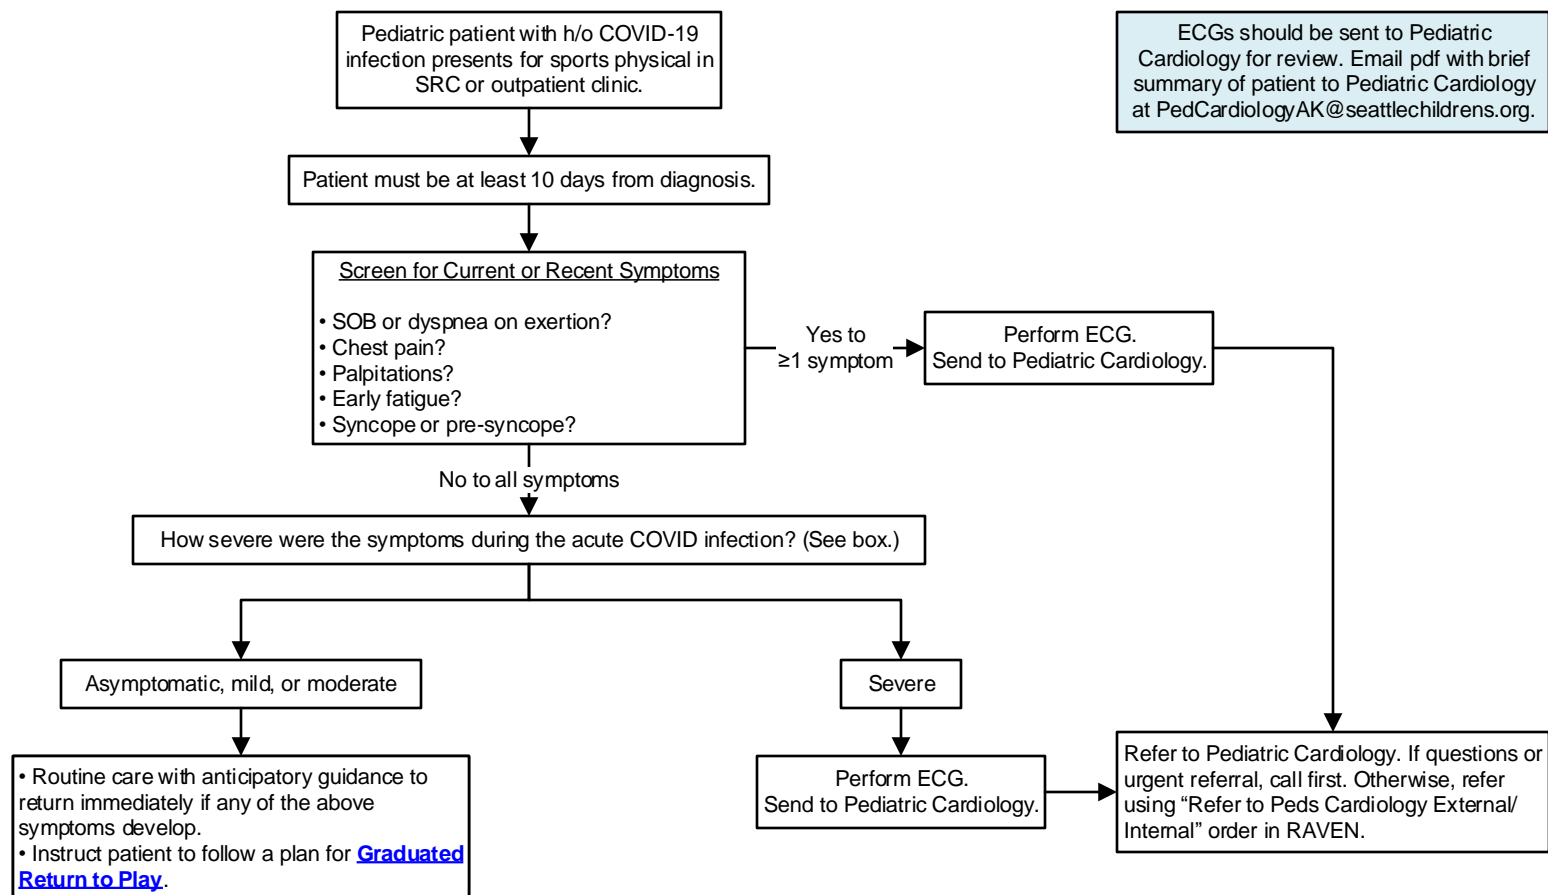 Pediatric patient with h/o COVID-19
infection presents for sports physical in
SRC or outpatient clinic.
ECGs should be sent to Pediatric
Cardiology for review. Email pdf with brief
summary of patient to Pediatric Cardiology
at PedCardiologyAK@seattlechildrens.org.
Patient must be at least 10 days from diagnosis.
Screen for Current or Recent Symptoms
• SOB or dyspnea on exertion?
• Chest pain?
• Palpitations?
• Early fatigue?
• Syncope or pre-syncope?
Yes to
≥1 symptom
Perform ECG.
Send to Pediatric Cardiology.
No to all symptoms
How severe were the symptoms during the acute COVID infection? (See box.)
Asymptomatic, mild, or moderate
Severe
• Routine care with anticipatory guidance to
return immediately if any of the above
symptoms develop.
• Instruct patient to follow a plan for Graduated
Return to Play.
Perform ECG.
Send to Pediatric Cardiology.
Refer to Pediatric Cardiology. If questions or
urgent referral, call first. Otherwise, refer
using “Refer to Peds Cardiology External/
Internal” order in RAVEN.